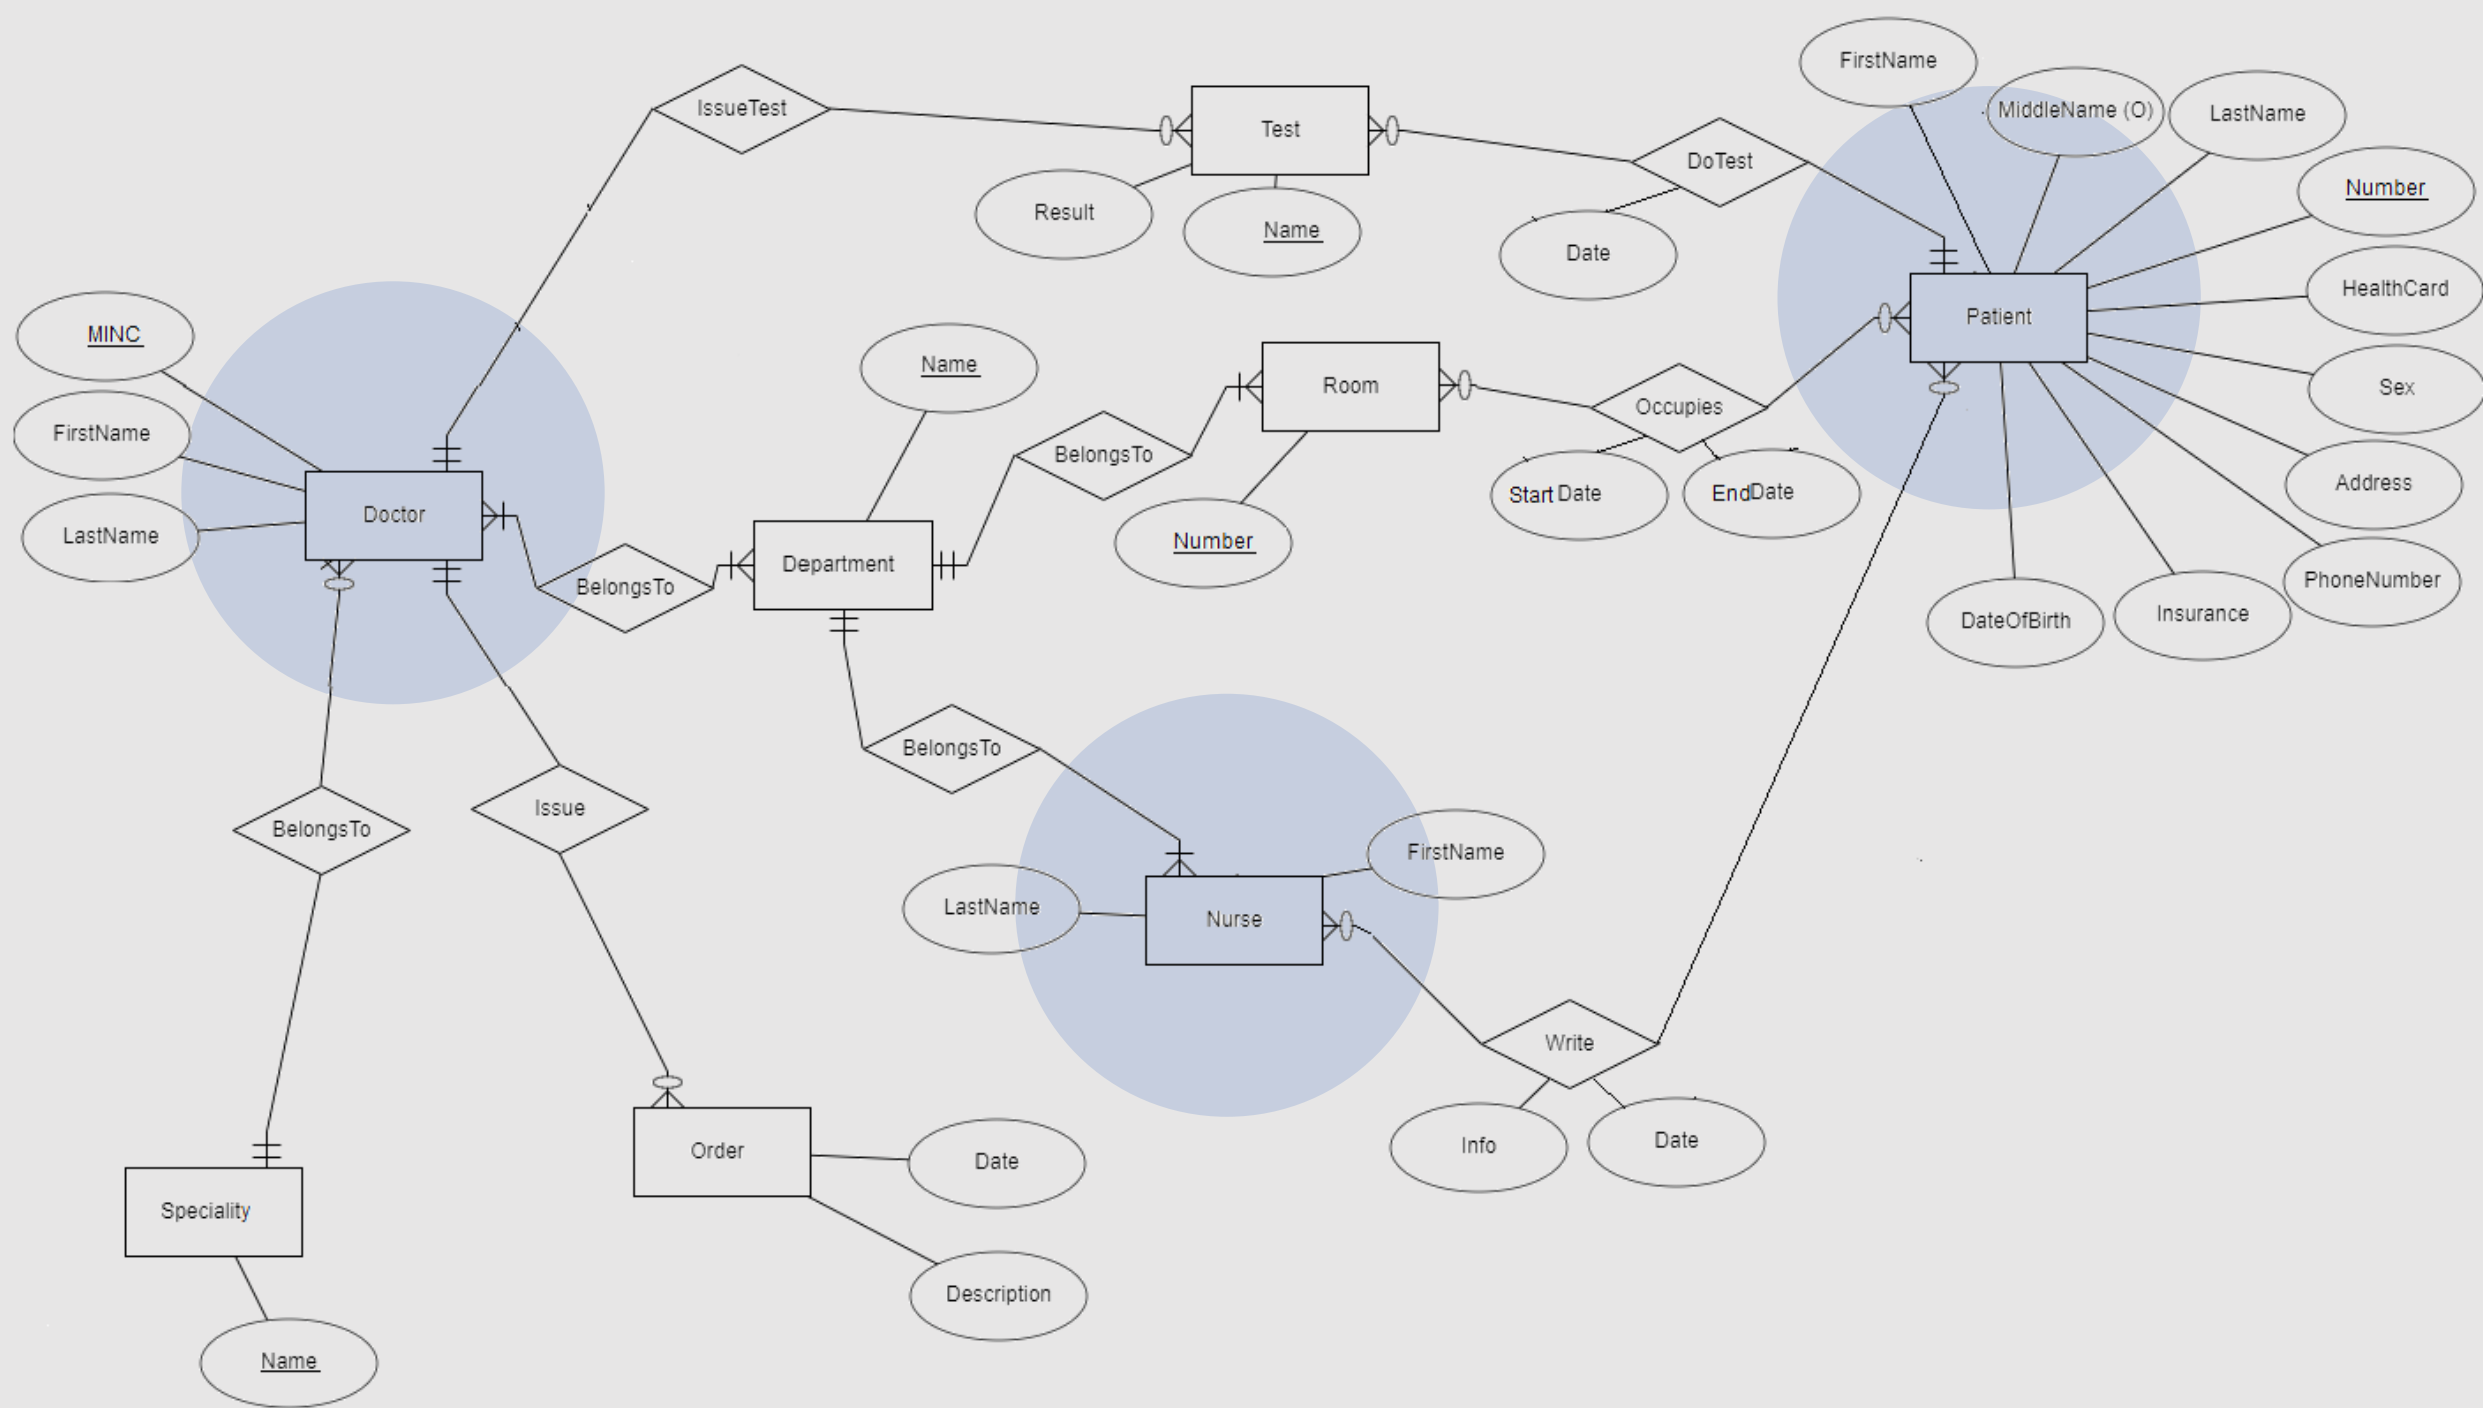 FirstName
MiddleName (O)
LastName
IssueTest
Test
DoTest
Number
Result
Name
Date
HealthCard
MINC
Patient
Name
Room
Sex
Occupies
FirstName
BelongsTo
Address
Start Date
EndDate
Doctor
LastName
Number
Department
BelongsTo
PhoneNumber
DateOfBirth
Insurance
BelongsTo
Issue
BelongsTo
FirstName
LastName
Nurse
Write
Order
Info
Date
Date
Speciality
Description
Name